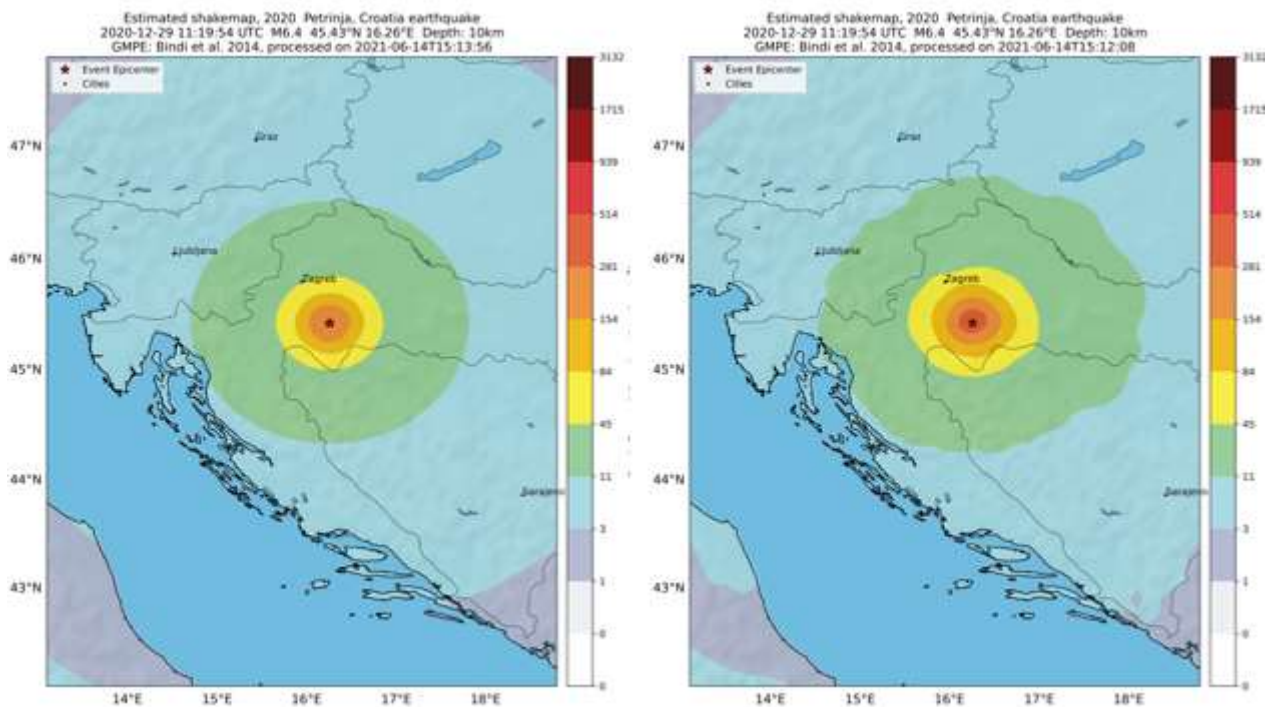 Estimated shakemap, 2020 Petrinja, Croatia earthquake
2020-12-29 11:19:54 UTC M6.4 45.43°N 16.26°E Depth: 10km
GMPE: Bindi et al. 2014, processed on 2021-06-14T15:13:56
Event Epicenter
Cities
Graz
Ljubljana
Zagreb
Sarajevo
47°N
46°N
45°N
44°N
43°N
14°E
15°E
16°E
17°E
18°E
3132
1715
939
514
281
154
84
45
11
3
1
0
0
Estimated shakemap, 2020 Petrinja, Croatia earthquake
2020-12-29 11:19:54 UTC M6.4 45.43°N 16.26°E Depth: 10km
GMPE: Bindi et al. 2014, processed on 2021-06-14T15:12:08
Event Epicenter
Cities
Graz
Ljubljana
Zagreb
Sarajevo
47°N
46°N
45°N
44°N
43°N
14°E
15°E
16°E
17°E
18°E
3132
1715
939
514
281
154
84
45
11
3
1
0
0